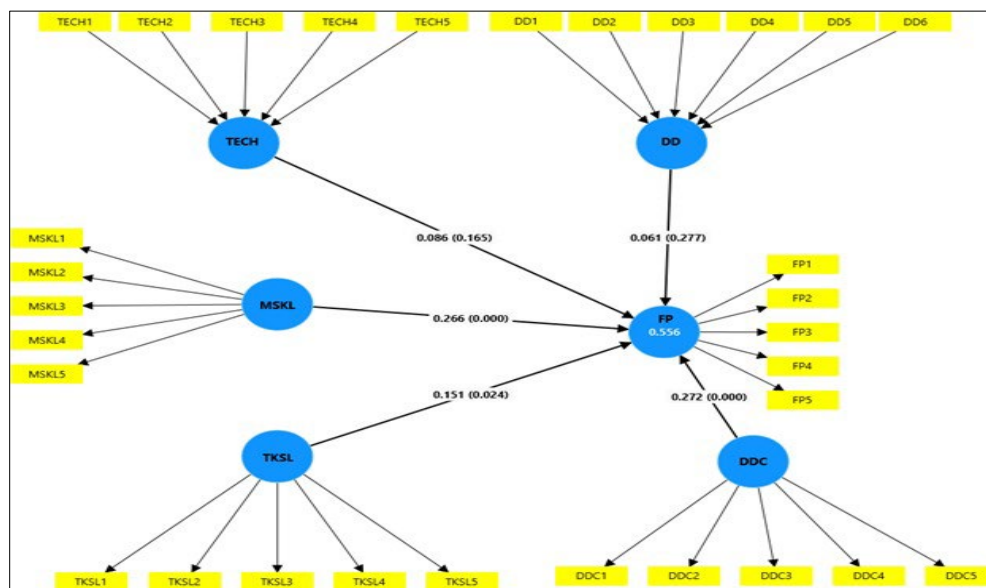 TECH1 TECH2 TECH3 TECH4 TECH5 DD1 DD2 DD3 DD4 DD5 DD6
TECH DD
0.086 (0.165) 0.061 (0.277)
MSKL1
MSKL2
MSKL3
MSKL4
MSKL5
MSKL
0.266 (0.000)
FP
0.556
FP1
FP2
FP3
FP4
FP5
0.151 (0.024) 0.272 (0.000)
TKSL DDC
TKSL1 TKSL2 TKSL3 TKSL4 TKSL5 DDC1 DDC2 DDC3 DDC4 DDC5